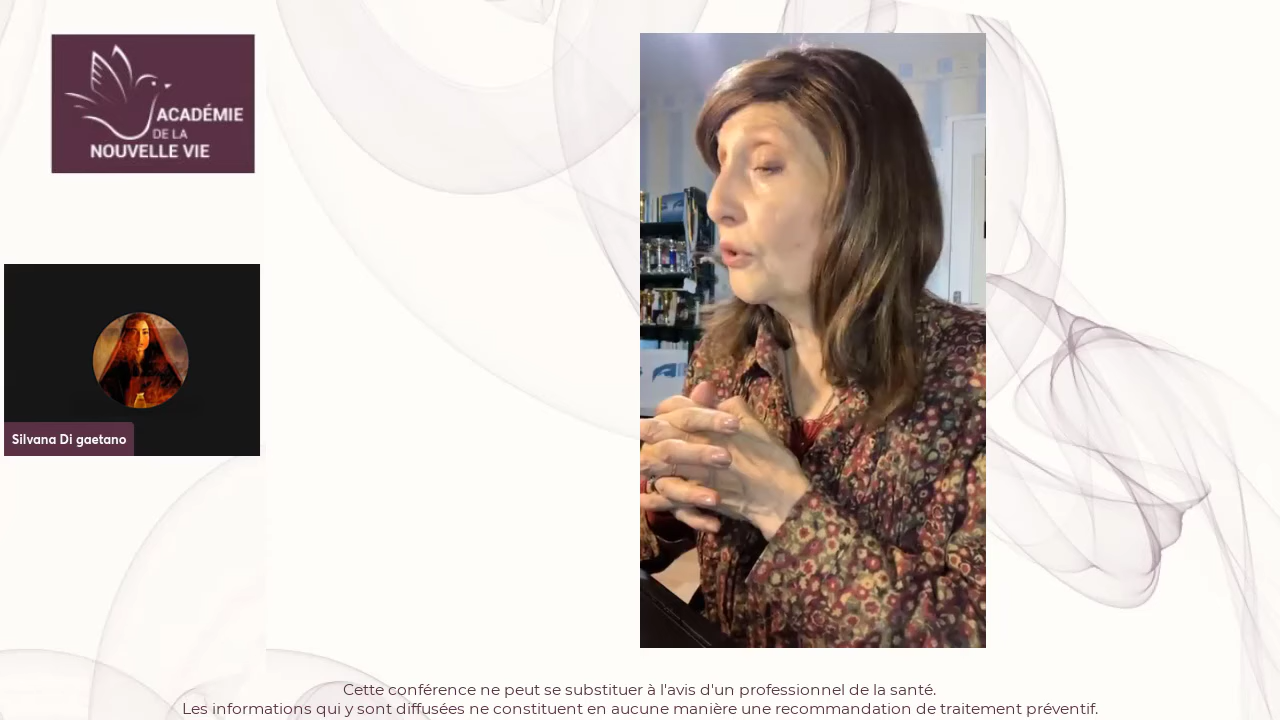 ACADÉMIE
DE LA
NOUVELLE VIE
Silvana Di gaetano
Cette conférence ne peut se substituer à l'avis d'un professionnel de la santé.
Les informations qui y sont diffusées ne constituent en aucune manière une recommandation de traitement préventif.